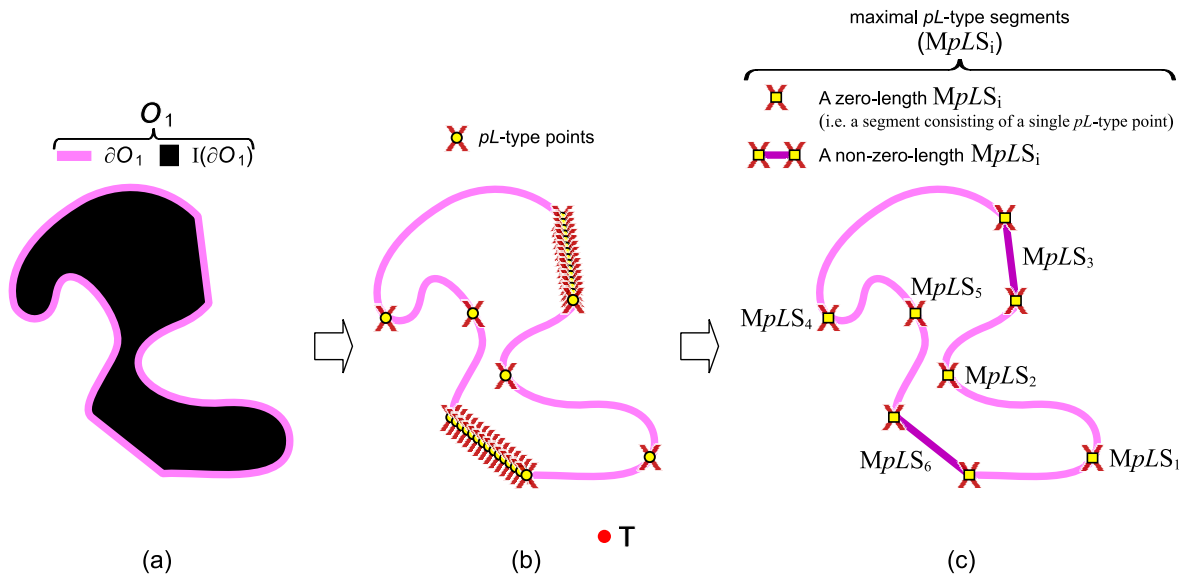 O₁
∂O₁ I(∂O₁)
(a)
pL-type points
(b)
T
maximal pL-type segments
(MpLSᵢ)
A zero-length MpLSᵢ
(i.e. a segment consisting of a single pL-type point)
A non-zero-length MpLSᵢ
MpLS₃
MpLS₅
MpLS₄
MpLS₂
MpLS₆
MpLS₁
(c)